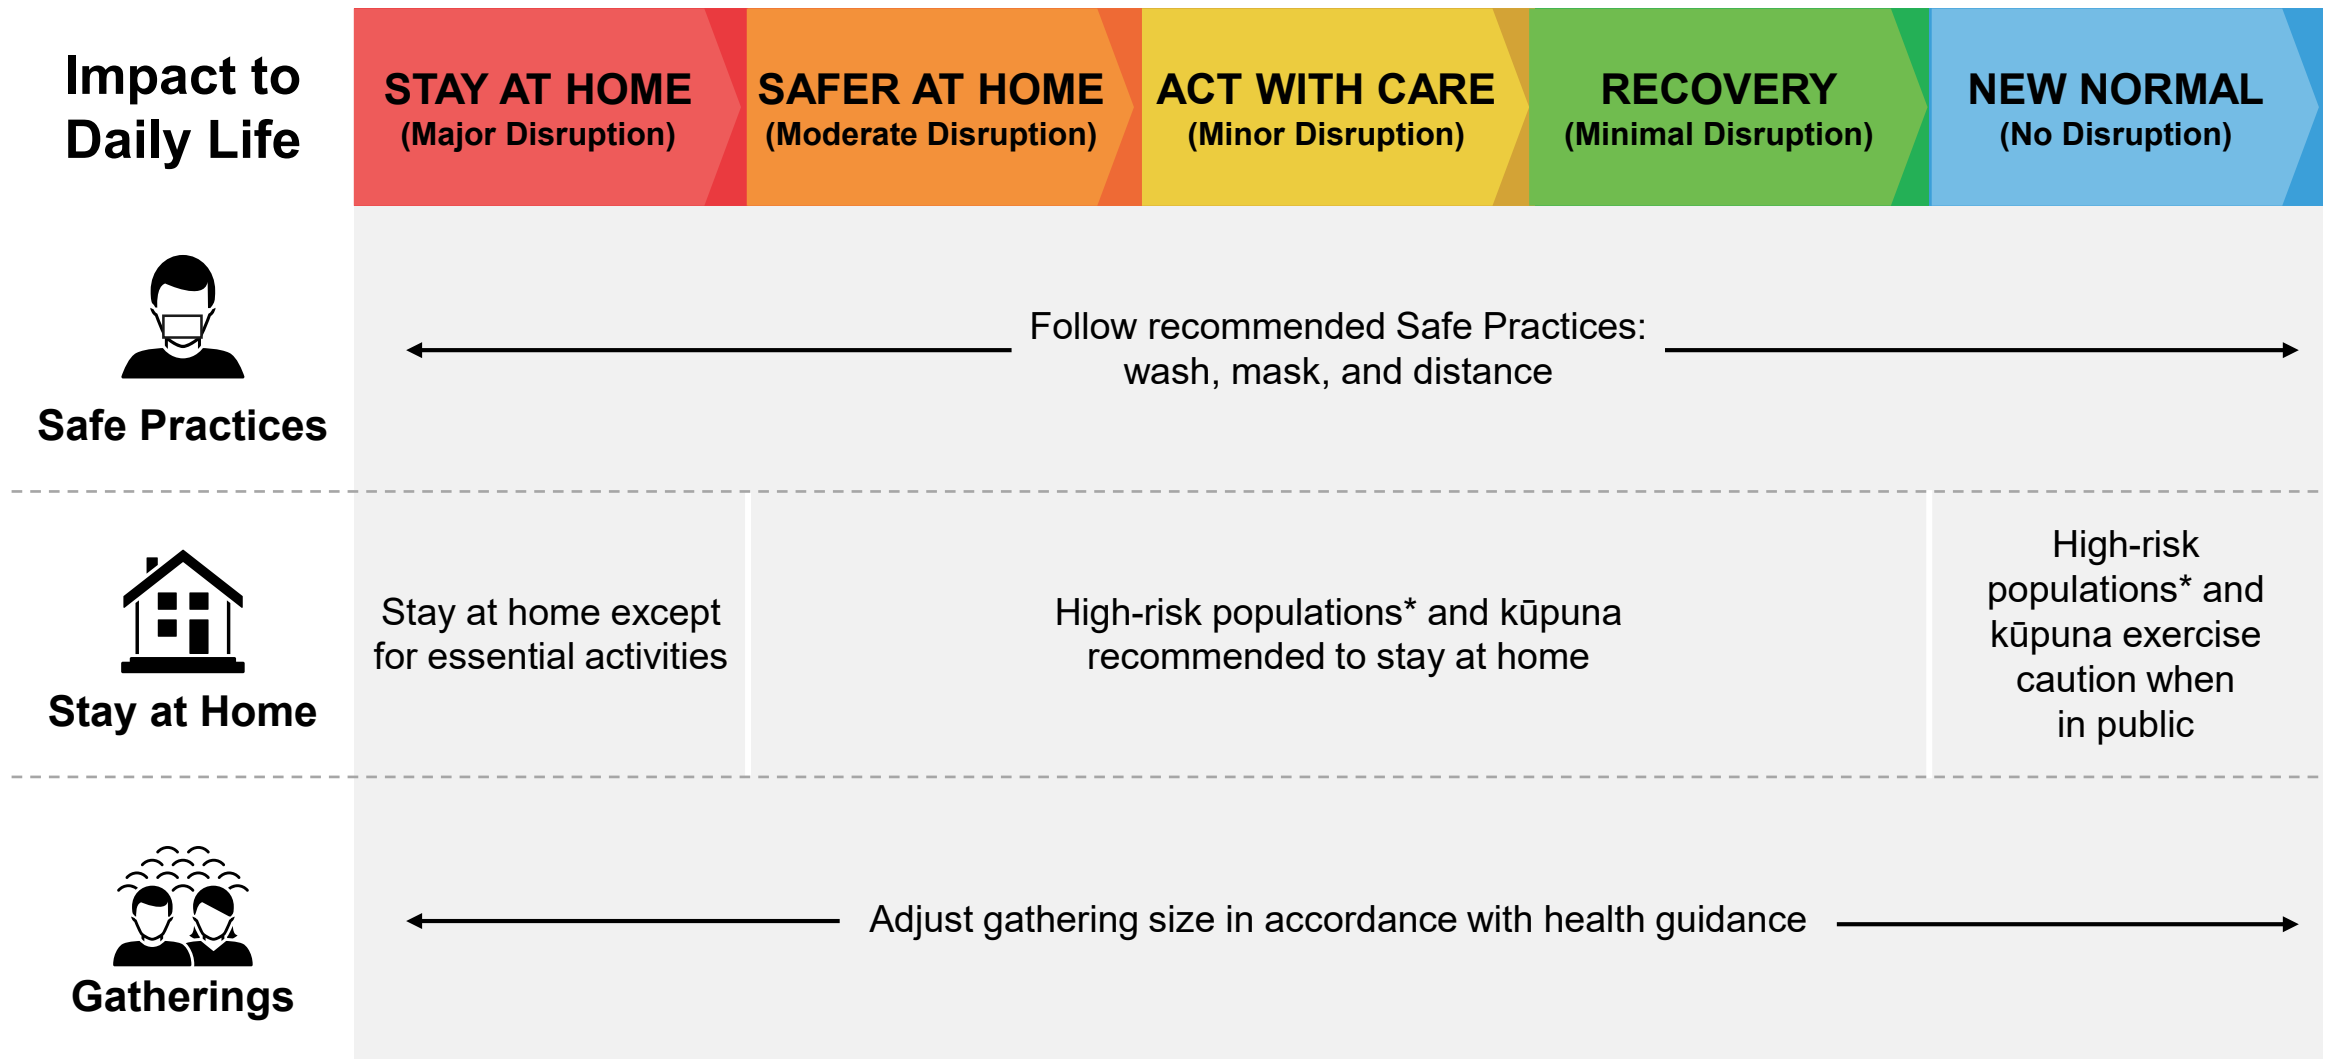 Impact to
Daily Life
STAY AT HOME
(Major Disruption)
SAFER AT HOME
(Moderate Disruption)
ACT WITH CARE
(Minor Disruption)
RECOVERY
(Minimal Disruption)
NEW NORMAL
(No Disruption)
Safe Practices
Follow recommended Safe Practices:
wash, mask, and distance
Stay at Home
Stay at home except
for essential activities
High-risk populations* and kūpuna
recommended to stay at home
High-risk
populations* and
kūpuna exercise
caution when
in public
Gatherings
Adjust gathering size in accordance with health guidance